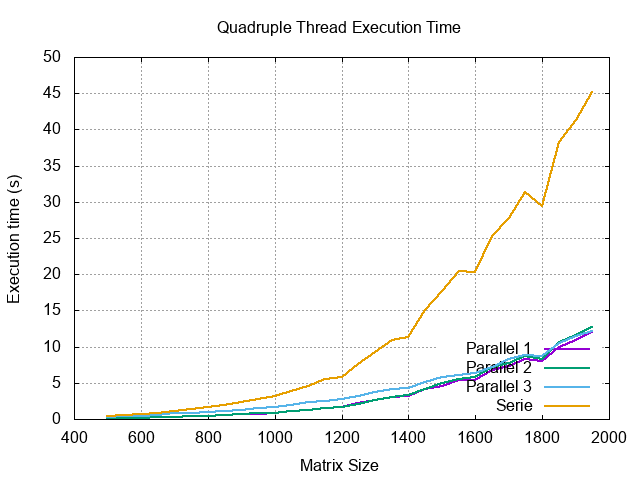 Quadruple Thread Execution Time
50
45
40
35
30
25
20
15
10
5
0
Execution time (s)
Parallel 1
Parallel 2
Parallel 3
Serie
400 600 800 1000 1200 1400 1600 1800 2000
Matrix Size